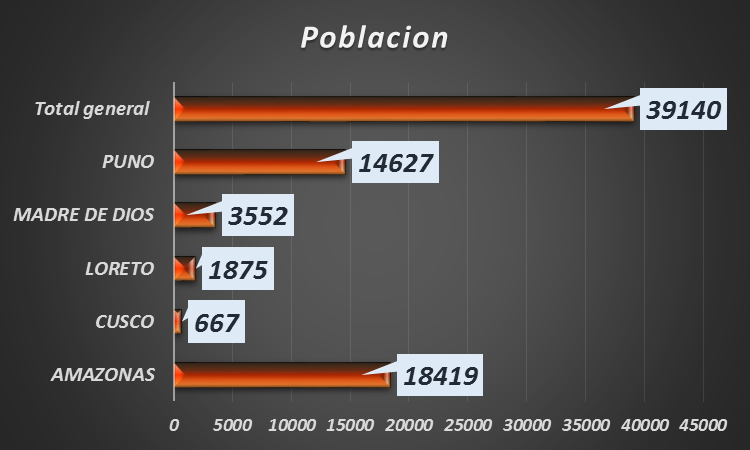 Poblacion
Total general 39140
PUNO 14627
MADRE DE DIOS 3552
LORETO 1875
CUSCO 667
AMAZONAS 18419
0 5000 10000 15000 20000 25000 30000 35000 40000 45000